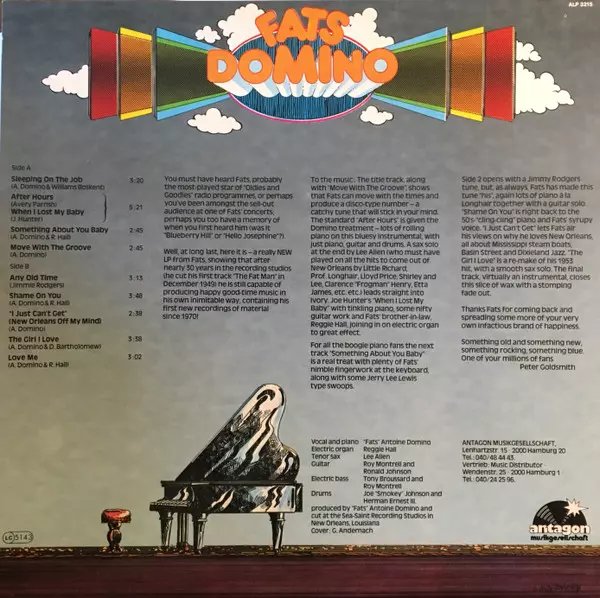 ALP 3215
FATS
DOMINO
Side A
Sleeping On The Job 3:30
(A. Domino & Williams Boskent)
After Hours
(Avery Parrish)
When I Lost My Baby 5:21
(J. Hunter)
Something About You Baby 2:45
(A. Domino & R. Hall)
Move With The Groove 2:45
(A. Domino)
Side B
Any Old Time 3:13
(Jimmie Rodgers)
Shame On You 3:48
(A. Domino & R. Hall)
"I Just Can't Get" 2:38
(New Orleans Off My Mind)
(A. Domino)
The Girl I Love 3:38
(A. Domino & D. Bartholomew)
Love Me 3:02
(A. Domino & R. Hall)
You must have heard Fats, probably
the most-played star of "Oldies and
Goodies" radio programmes, or perhaps
you've been amongst the sell-out
audience at one of Fats' concerts,
perhaps you too have a memory of
when you first heard him (was it
"Blueberry Hill" or "Hello Josephine"?).
Well, at long last, here it is – a really NEW
LP from Fats, showing that after
nearly 30 years in the recording studies
(he cut his first track "The Fat Man" in
December 1949) he is still capable of
producing happy good-time music in
his own inimitable way, containing his
first new recordings of material
since 1970!
To the music: The title track, along
with "Move With The Groove", shows
that Fats can move with the times and
produce a disco-type number – a
catchy tune that will stick in your mind.
The standard "After Hours" is given the
Domino treatment – lots of rolling
piano on this bluesy instrumental, with
just piano, guitar and drums. A sax solo
at the end by Lee Allen (who must have
played on all the hits to come out of
New Orleans by Little Richard,
Prof. Longhair, Lloyd Price, Shirley and
Lee, Clarence "Frogman" Henry, Etta
James, etc. etc.) leads straight into
Ivory. Joe Hunter's "When I Lost My
Baby" with tinkling piano, some nifty
guitar work and Fats' brother-in-law,
Reggie Hall, joining in on electric organ
to great effect.
For all the boogie piano fans the next
track "Something About You Baby"
is a real treat with plenty of Fats'
nimble fingerwork at the keyboard,
along with some Jerry Lee Lewis
type swoops.
Side 2 opens with a Jimmy Rodgers
tune, but, as always, Fats has made this
tune "his", again lots of piano à la
Longhair together with a guitar solo.
"Shame On You" is right back to the
50's-"cling-cling" piano and Fats' syrupy
voice. "I Just Can't Get" lets Fats air
his views on why he loves New Orleans,
all about Mississippi steam boats,
Basin Street and Dixieland Jazz. "The
Girl I Love" is a re-make of his 1953
hit, with a smooth sax solo. The final
track, virtually an instrumental, closes
this slice of wax with a stomping
fade out.
Thanks Fats for coming back and
spreading some more of your very
own infactious brand of happiness.
Something old and something new,
something rocking, something blue.
One of your millions of fans
Peter Goldsmith
Vocal and piano "Fats" Antoine Domino
Electric organ Reggie Hall
Tenor sax Lee Allen
Guitar Roy Montrell and
Ronald Johnson
Electric bass Tony Broussard and
Roy Montrell
Drums Joe "Smokey" Johnson and
Herman Ernest III.
produced by "Fats" Antoine Domino and
cut at the Sea-Saint Recording Studies in
New Orleans, Louisiana
Cover: G. Andernach
ANTAGON MUSIKGESELLSCHAFT,
Lenhartzstr. 15 · 2000 Hamburg 20
Tel.: 040/48 44 43.
Vertrieb: Music Distributor
Wendenstr. 25 · 2000 Hamburg 1
Tel.: 040/24 25 96.
antagon
musikgesellschaft
LC 5143